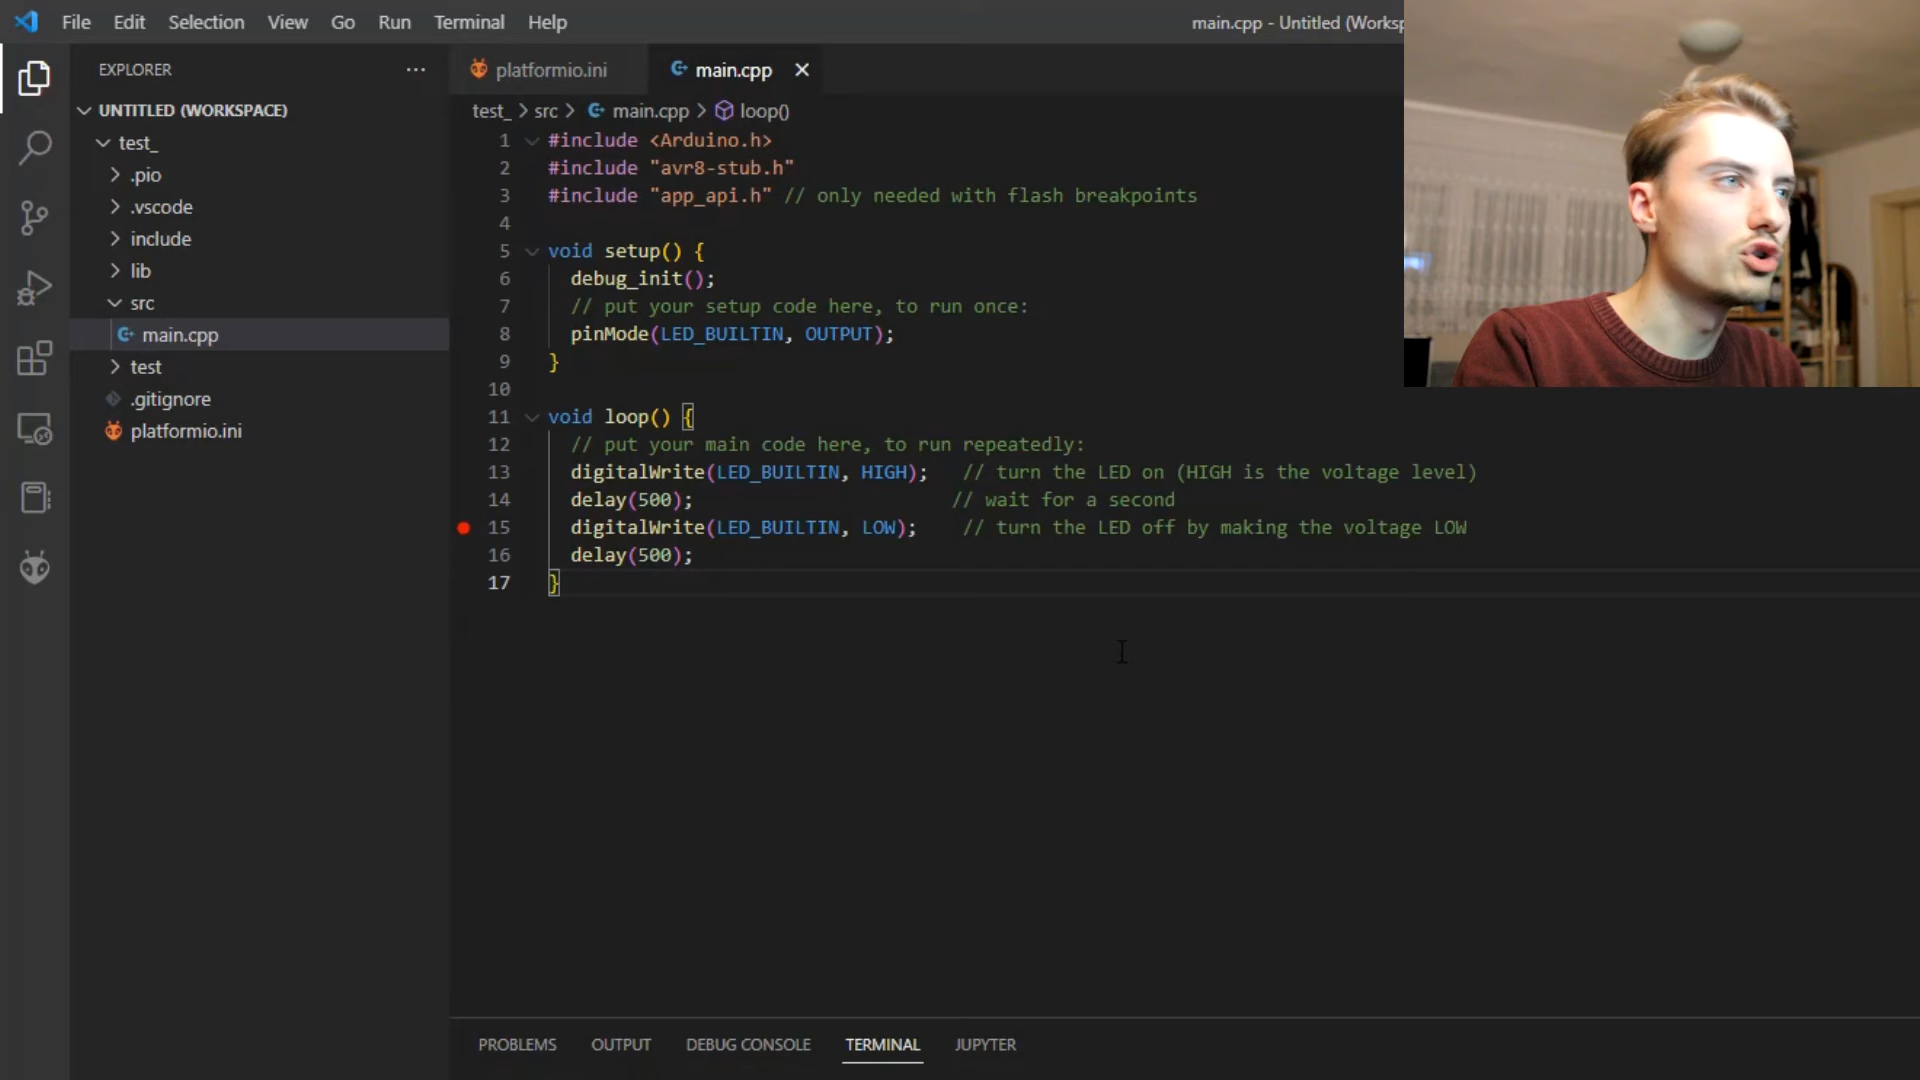 File Edit Selection View Go Run Terminal Help
main.cpp - Untitled (Worksp
EXPLORER
UNTITLED (WORKSPACE)
test_
.pio
.vscode
include
lib
src
main.cpp
test
.gitignore
platformio.ini
platformio.ini main.cpp
test_ > src > main.cpp > loop()
1 #include <Arduino.h>
2 #include "avr8-stub.h"
3 #include "app_api.h" // only needed with flash breakpoints
4
5 void setup() {
6 debug_init();
7 // put your setup code here, to run once:
8 pinMode(LED_BUILTIN, OUTPUT);
9 }
10
11 void loop() {
12 // put your main code here, to run repeatedly:
13 digitalWrite(LED_BUILTIN, HIGH); // turn the LED on (HIGH is the voltage level)
14 delay(500); // wait for a second
15 digitalWrite(LED_BUILTIN, LOW); // turn the LED off by making the voltage LOW
16 delay(500);
17 }
PROBLEMS OUTPUT DEBUG CONSOLE TERMINAL JUPYTER